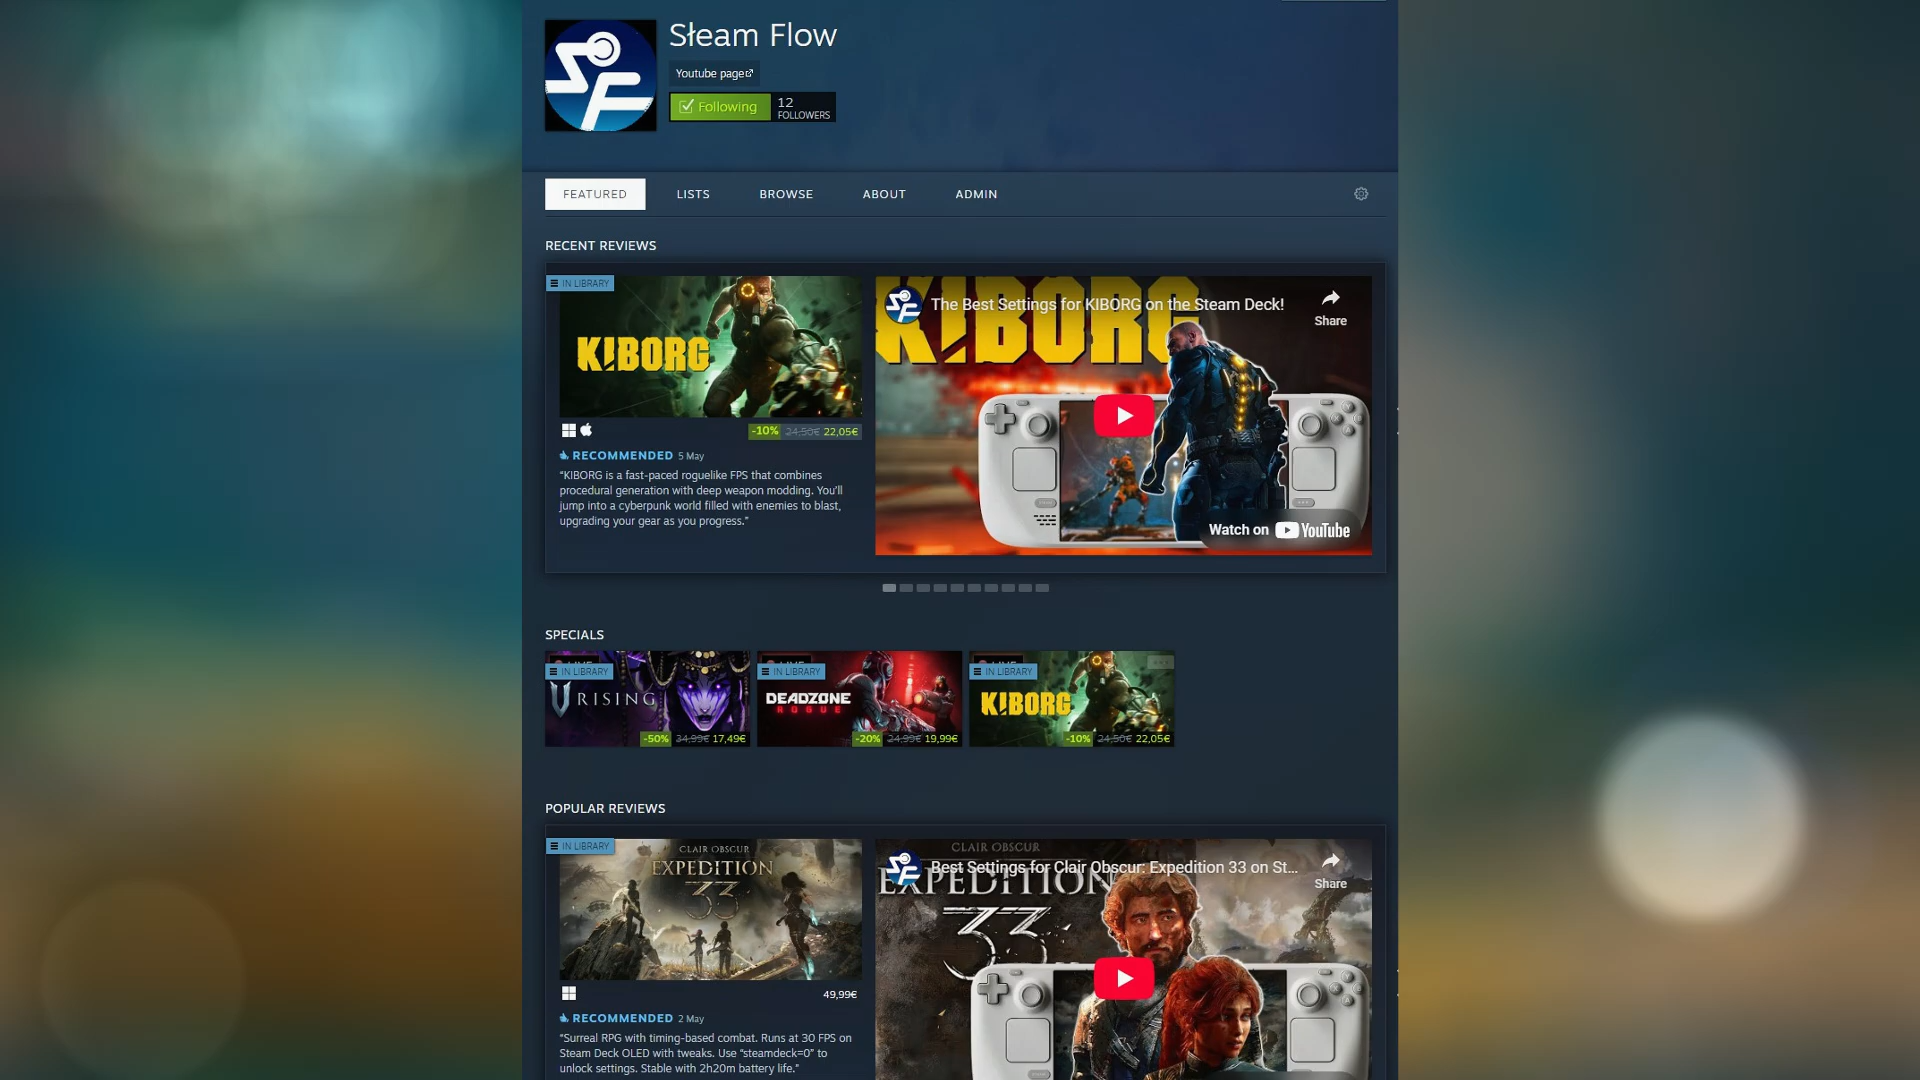 Słeam Flow
Youtube page
Following
12
FOLLOWERS
FEATURED
LISTS
BROWSE
ABOUT
ADMIN
RECENT REVIEWS
IN LIBRARY
KIBORG
-10% 24,50€ 22,05€
RECOMMENDED 5 May
“KIBORG is a fast-paced roguelike FPS that combines
procedural generation with deep weapon modding. You’ll
jump into a cyberpunk world filled with enemies to blast,
upgrading your gear as you progress.”
KIBORG
The Best Settings for KIBORG on the Steam Deck!
Share
Watch on YouTube
SPECIALS
IN LIBRARY
V RISING
-50% 34,99€ 17,49€
IN LIBRARY
DEADZONE
ROGUE
-20% 24,99€ 19,99€
IN LIBRARY
KIBORG
-10% 24,50€ 22,05€
POPULAR REVIEWS
IN LIBRARY
CLAIR OBSCUR
EXPEDITION
33
49,99€
RECOMMENDED 2 May
“Surreal RPG with timing-based combat. Runs at 30 FPS on
Steam Deck OLED with tweaks. Use “steamdeck=0” to
unlock settings. Stable with 2h20m battery life.”
CLAIR OBSCUR
Best Settings for Clair Obscur: Expedition 33 on St...
EXPEDITION
33
Share